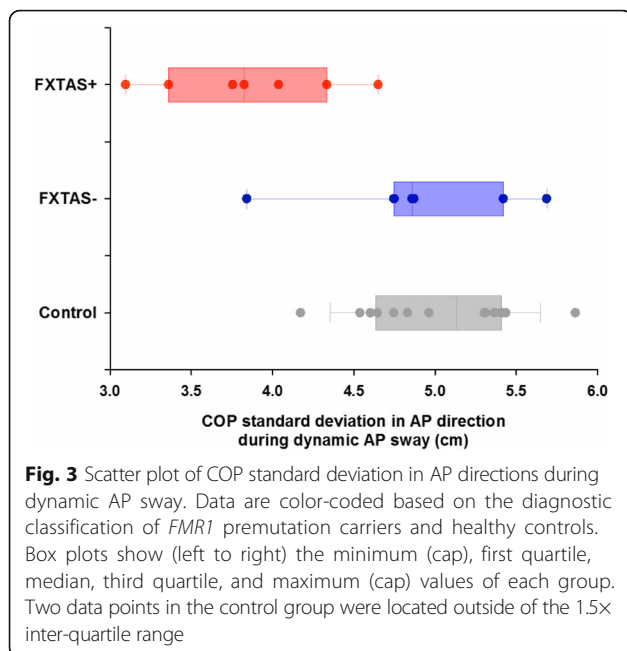 FXTAS+
FXTAS-
Control
3.0 3.5 4.0 4.5 5.0 5.5 6.0
COP standard deviation in AP direction
during dynamic AP sway (cm)
Fig. 3 Scatter plot of COP standard deviation in AP directions during
dynamic AP sway. Data are color-coded based on the diagnostic
classification of FMR1 premutation carriers and healthy controls.
Box plots show (left to right) the minimum (cap), first quartile,
median, third quartile, and maximum (cap) values of each group.
Two data points in the control group were located outside of the 1.5×
inter-quartile range